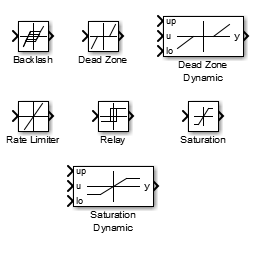 up
u y
lo
Backlash Dead Zone Dead Zone
Dynamic
Rate Limiter Relay Saturation
up
u y
lo
Saturation
Dynamic